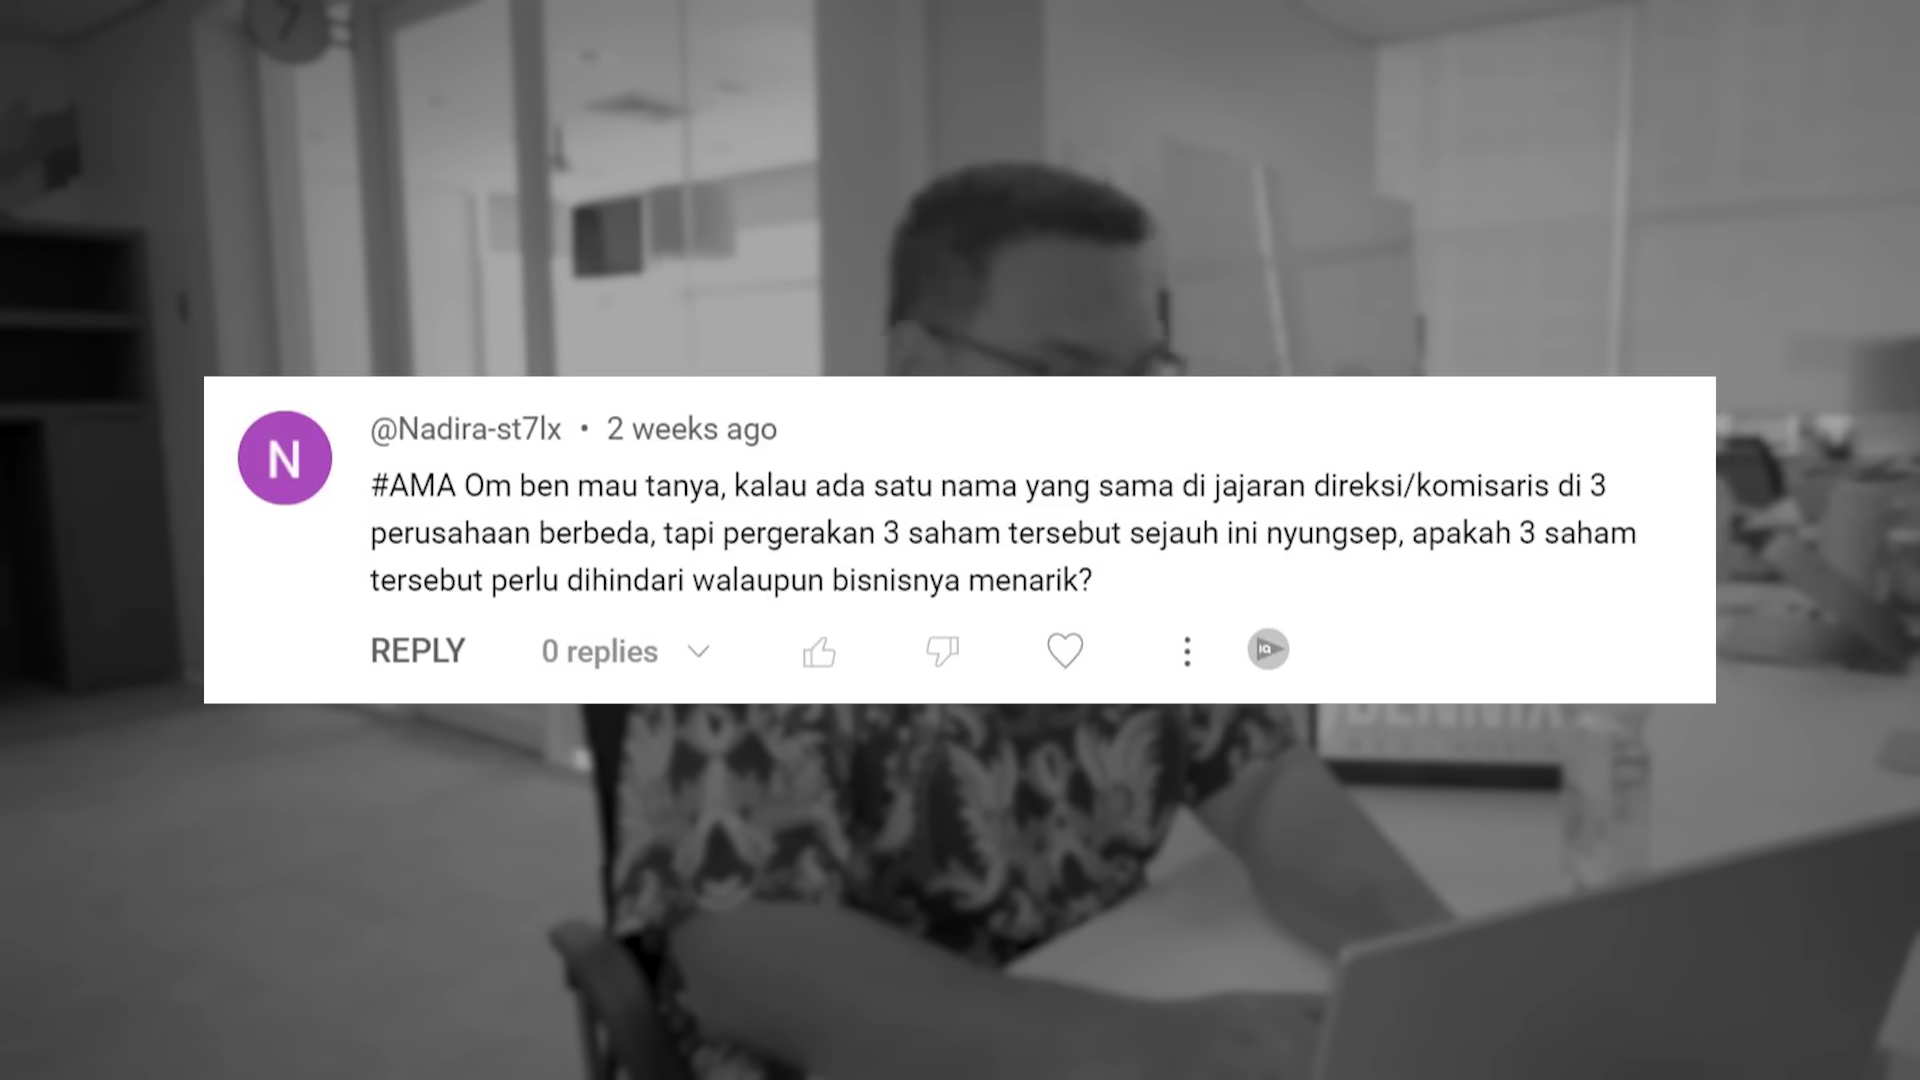 7
N
@Nadira-st7lx • 2 weeks ago
#AMA Om ben mau tanya, kalau ada satu nama yang sama di jajaran direksi/komisaris di 3
perusahaan berbeda, tapi pergerakan 3 saham tersebut sejauh ini nyungsep, apakah 3 saham
tersebut perlu dihindari walaupun bisnisnya menarik?
REPLY 0 replies